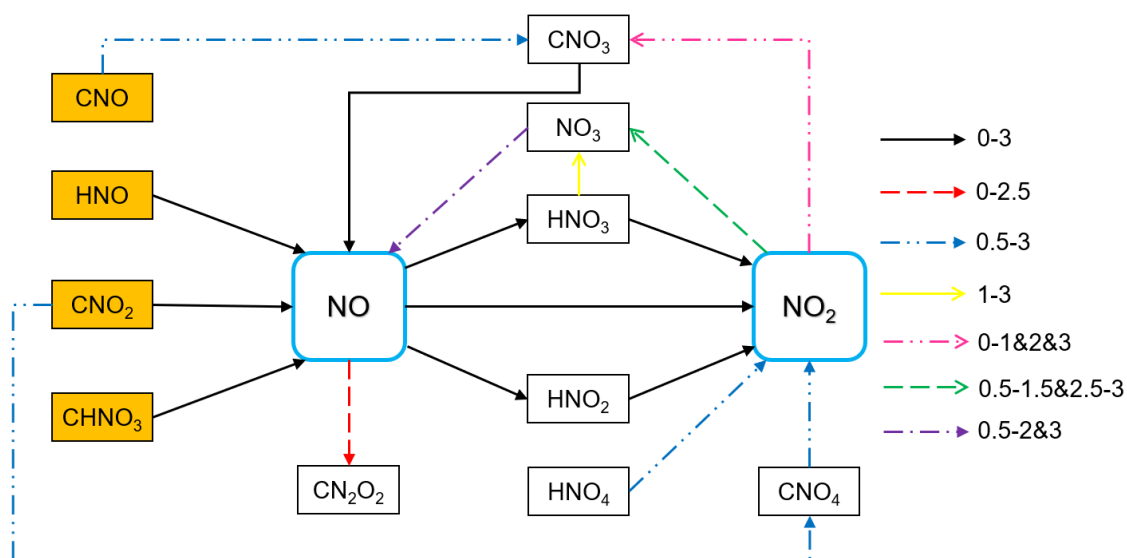 CNO₃
CNO
NO₃
HNO
HNO₃
CNO₂
NO
NO₂
CHNO₃
HNO₂
CN₂O₂
HNO₄
CNO₄
0-3
0-2.5
0.5-3
1-3
0-1&2&3
0.5-1.5&2.5-3
0.5-2&3